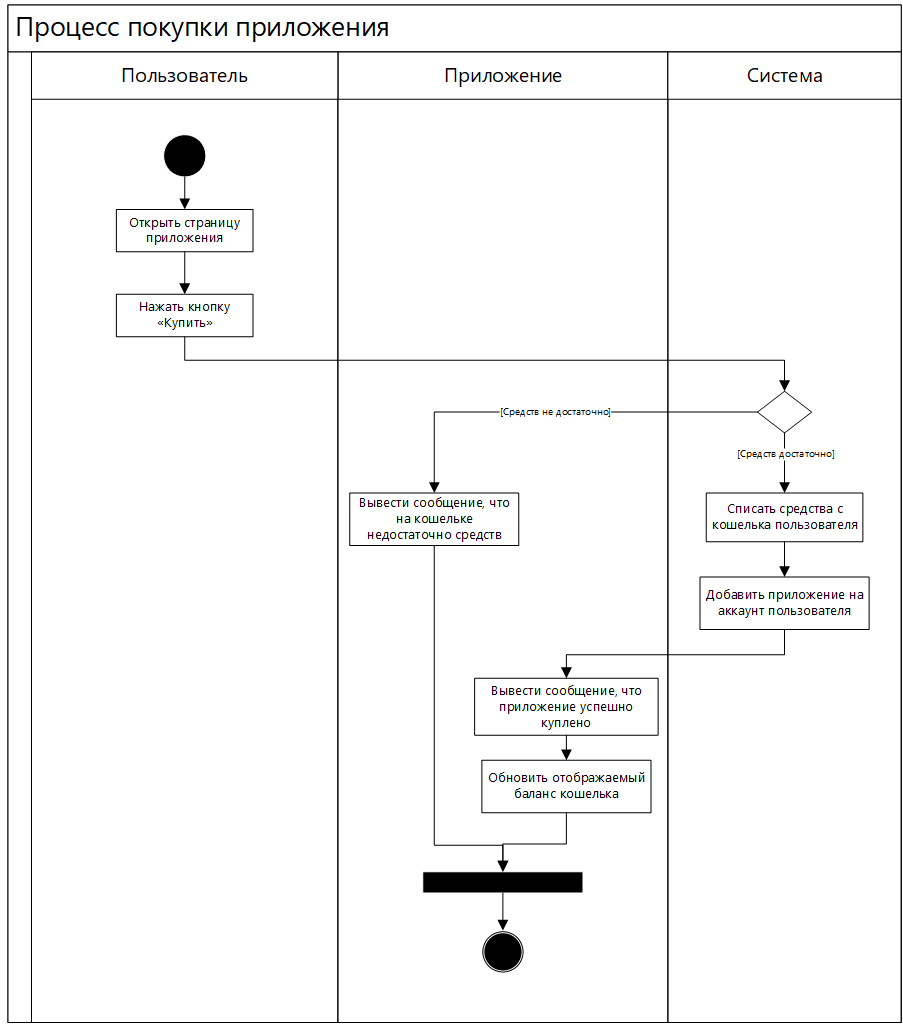 Процесс покупки приложения
Пользователь
Приложение
Система
Открыть страницу
приложения
Нажать кнопку
«Купить»
[Средств не достаточно]
[Средств достаточно]
Вывести сообщение, что
на кошельке
недостаточно средств
Списать средства с
кошелька пользователя
Добавить приложение на
аккаунт пользователя
Вывести сообщение, что
приложение успешно
куплено
Обновить отображаемый
баланс кошелька